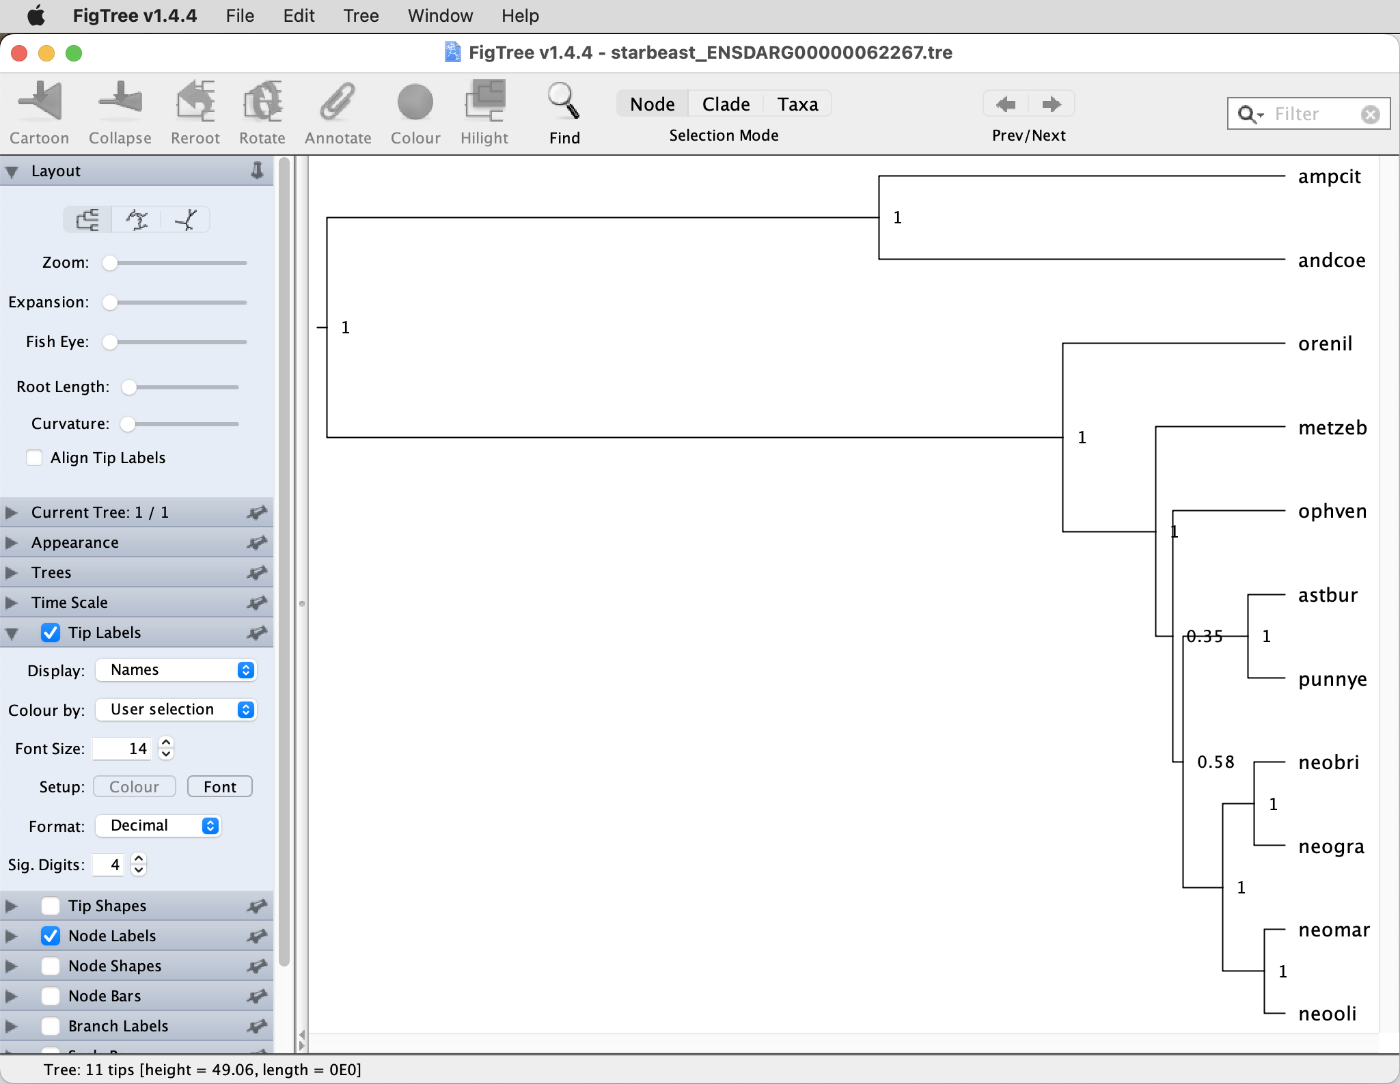 FigTree v1.4.4 File Edit Tree Window Help
FigTree v1.4.4 - starbeast_ENSDARG00000062267.tre
Cartoon Collapse Reroot Rotate Annotate Colour Hilight Find
Node Clade Taxa
Selection Mode
Prev/Next
Filter
Layout
Zoom:
Expansion:
Fish Eye:
Root Length:
Curvature:
Align Tip Labels
Current Tree: 1 / 1
Appearance
Trees
Time Scale
Tip Labels
Display: Names
Colour by: User selection
Font Size: 14
Setup: Colour Font
Format: Decimal
Sig. Digits: 4
Tip Shapes
Node Labels
Node Shapes
Node Bars
Branch Labels
ampcit
1
andcoe
1
orenil
metzeb
1
ophven
1
astbur
0.35 1
punnye
0.58 neobri
1
neogra
1
neomar
1
neooli
Tree: 11 tips [height = 49.06, length = 0E0]